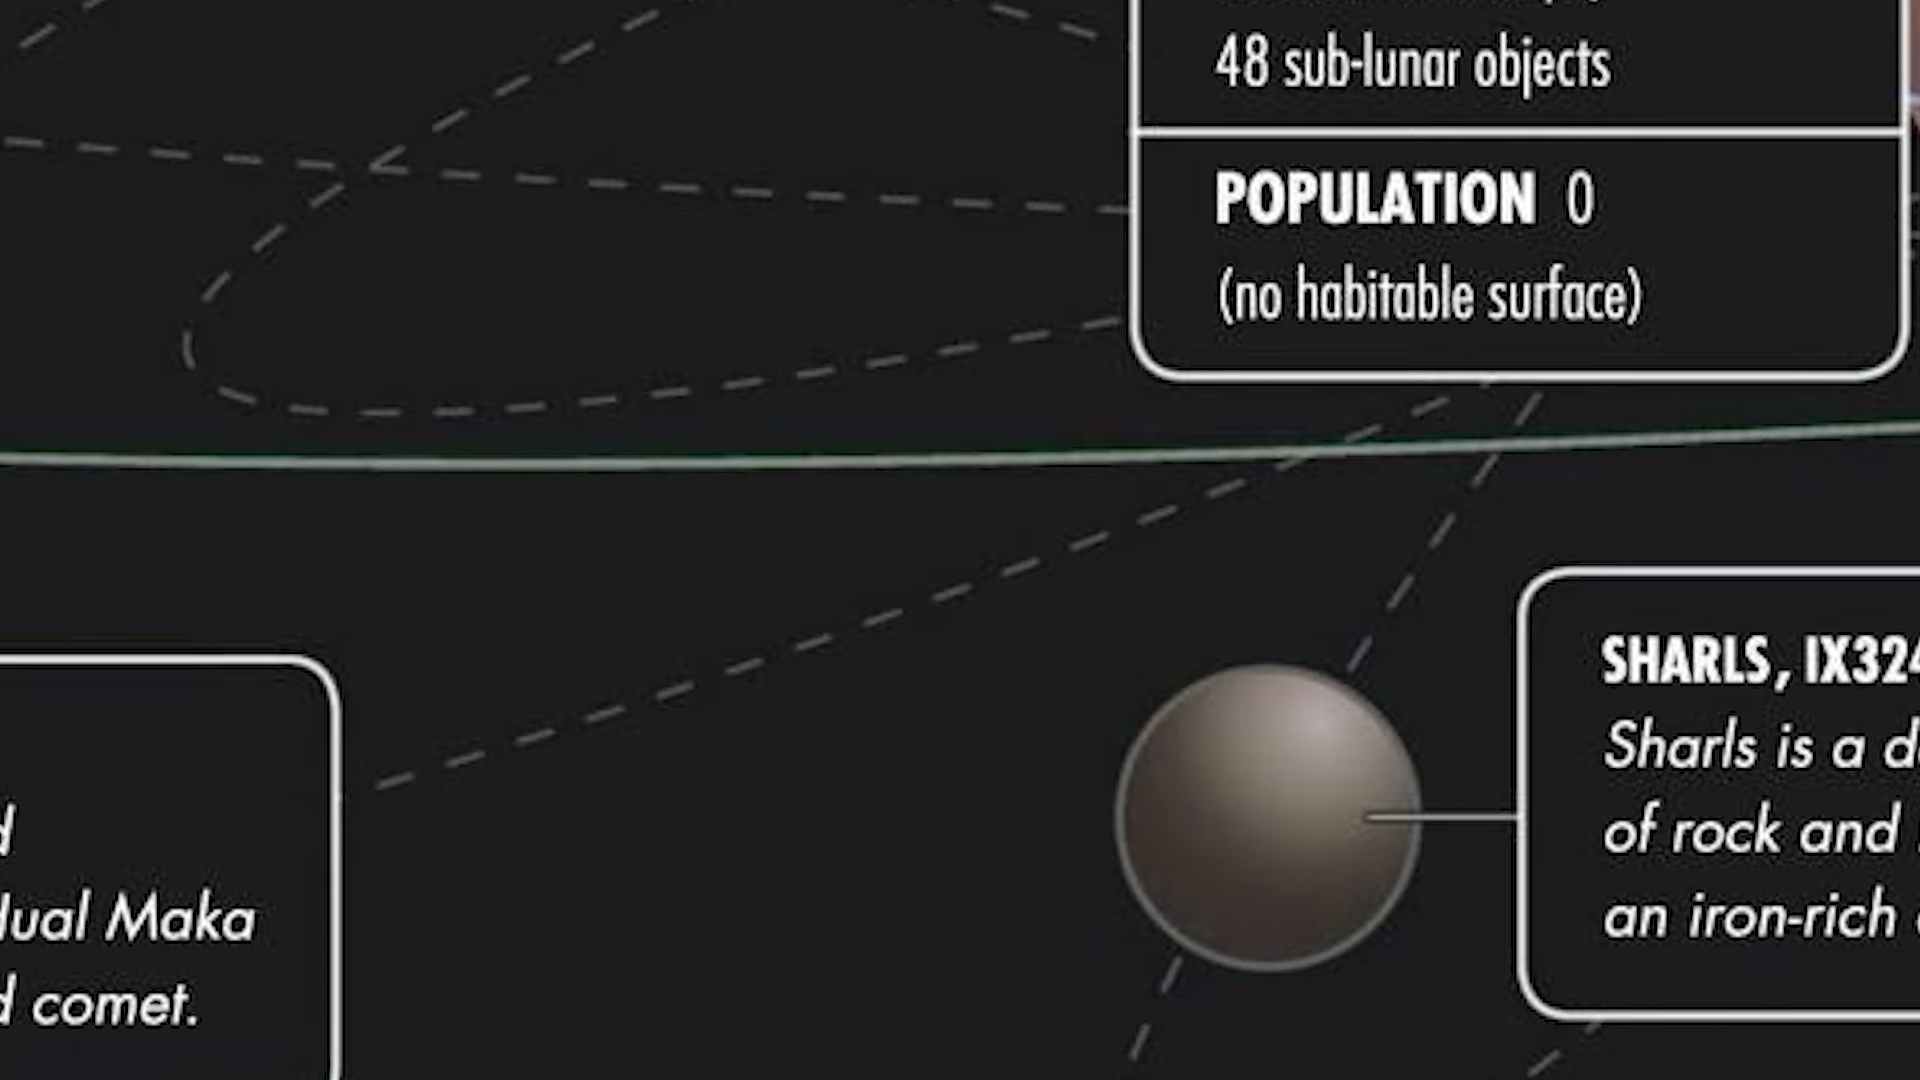 48 sub-lunar objects
POPULATION 0
(no habitable surface)
SHARLS, IX324
Sharls is a
of rock and
an iron-rich
Maka
comet.